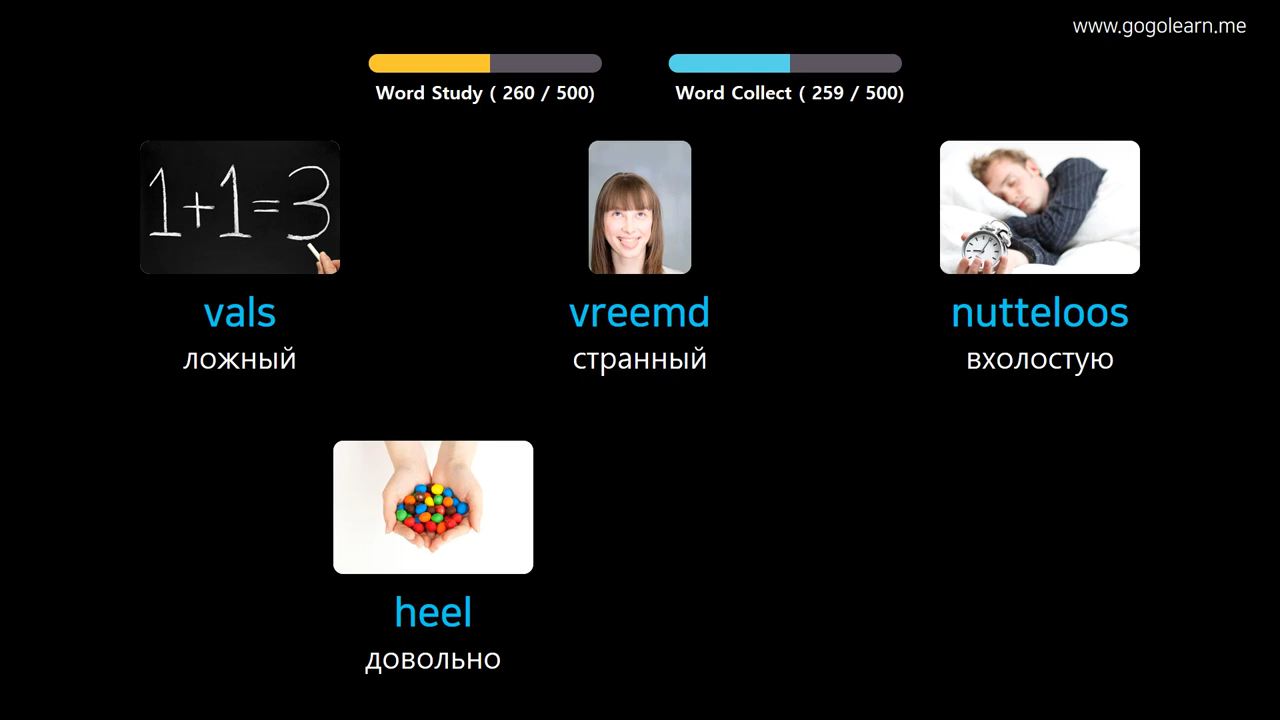 www.gogolearn.me
Word Study ( 260 / 500)
Word Collect ( 259 / 500)
1+1=3
vals
vreemd
nutteloos
ложный
странный
вхолостую
heel
довольно